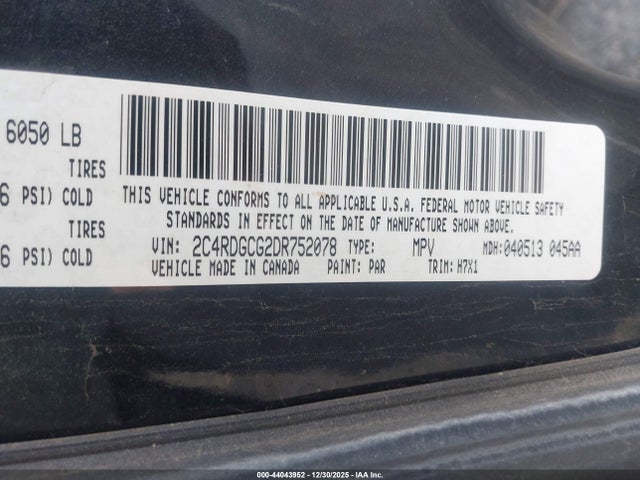 6050 LB
TIRES
6 PSI) COLD
TIRES
6 PSI) COLD
THIS VEHICLE CONFORMS TO ALL APPLICABLE U.S.A. FEDERAL MOTOR VEHICLE SAFETY
STANDARDS IN EFFECT ON THE DATE OF MANUFACTURE SHOWN ABOVE.
VIN: 2C4RDGCG2DR752078 TYPE: MPV MDH: 040513 045AA
VEHICLE MADE IN CANADA PAINT: PAR TRIM: H7X1
000-44043952 | 12/30/2025 | IAA Inc.